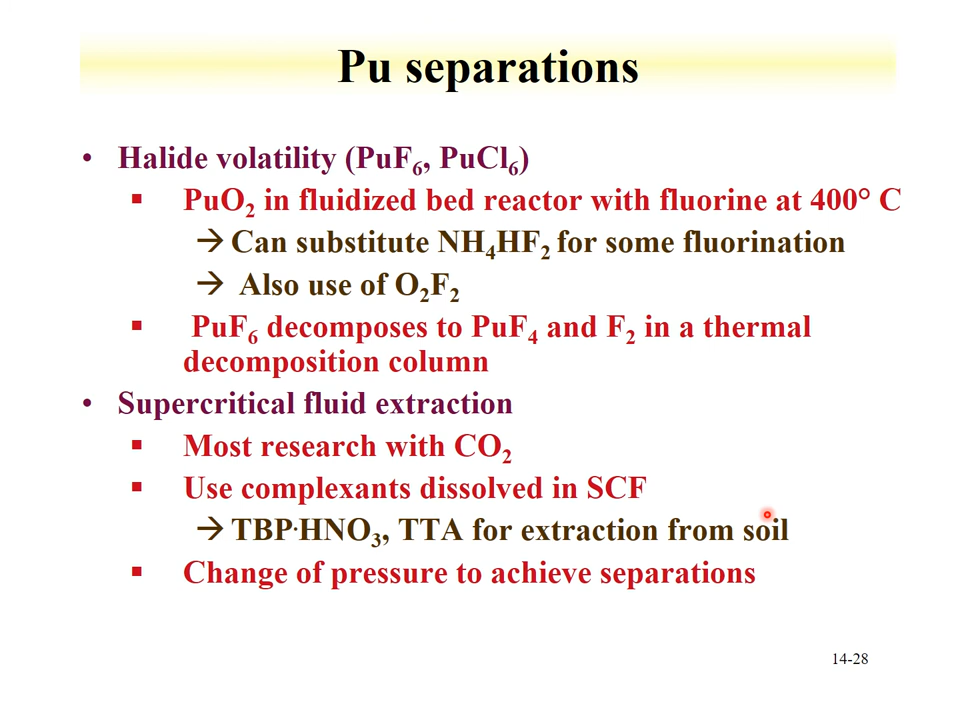 Pu separations
• Halide volatility (PuF₆, PuCl₆)
▪ PuO₂ in fluidized bed reactor with fluorine at 400° C
→ Can substitute NH₄HF₂ for some fluorination
→ Also use of O₂F₂
▪ PuF₆ decomposes to PuF₄ and F₂ in a thermal
decomposition column
• Supercritical fluid extraction
▪ Most research with CO₂
▪ Use complexants dissolved in SCF
→ TBP·HNO₃, TTA for extraction from soil
▪ Change of pressure to achieve separations
14-28